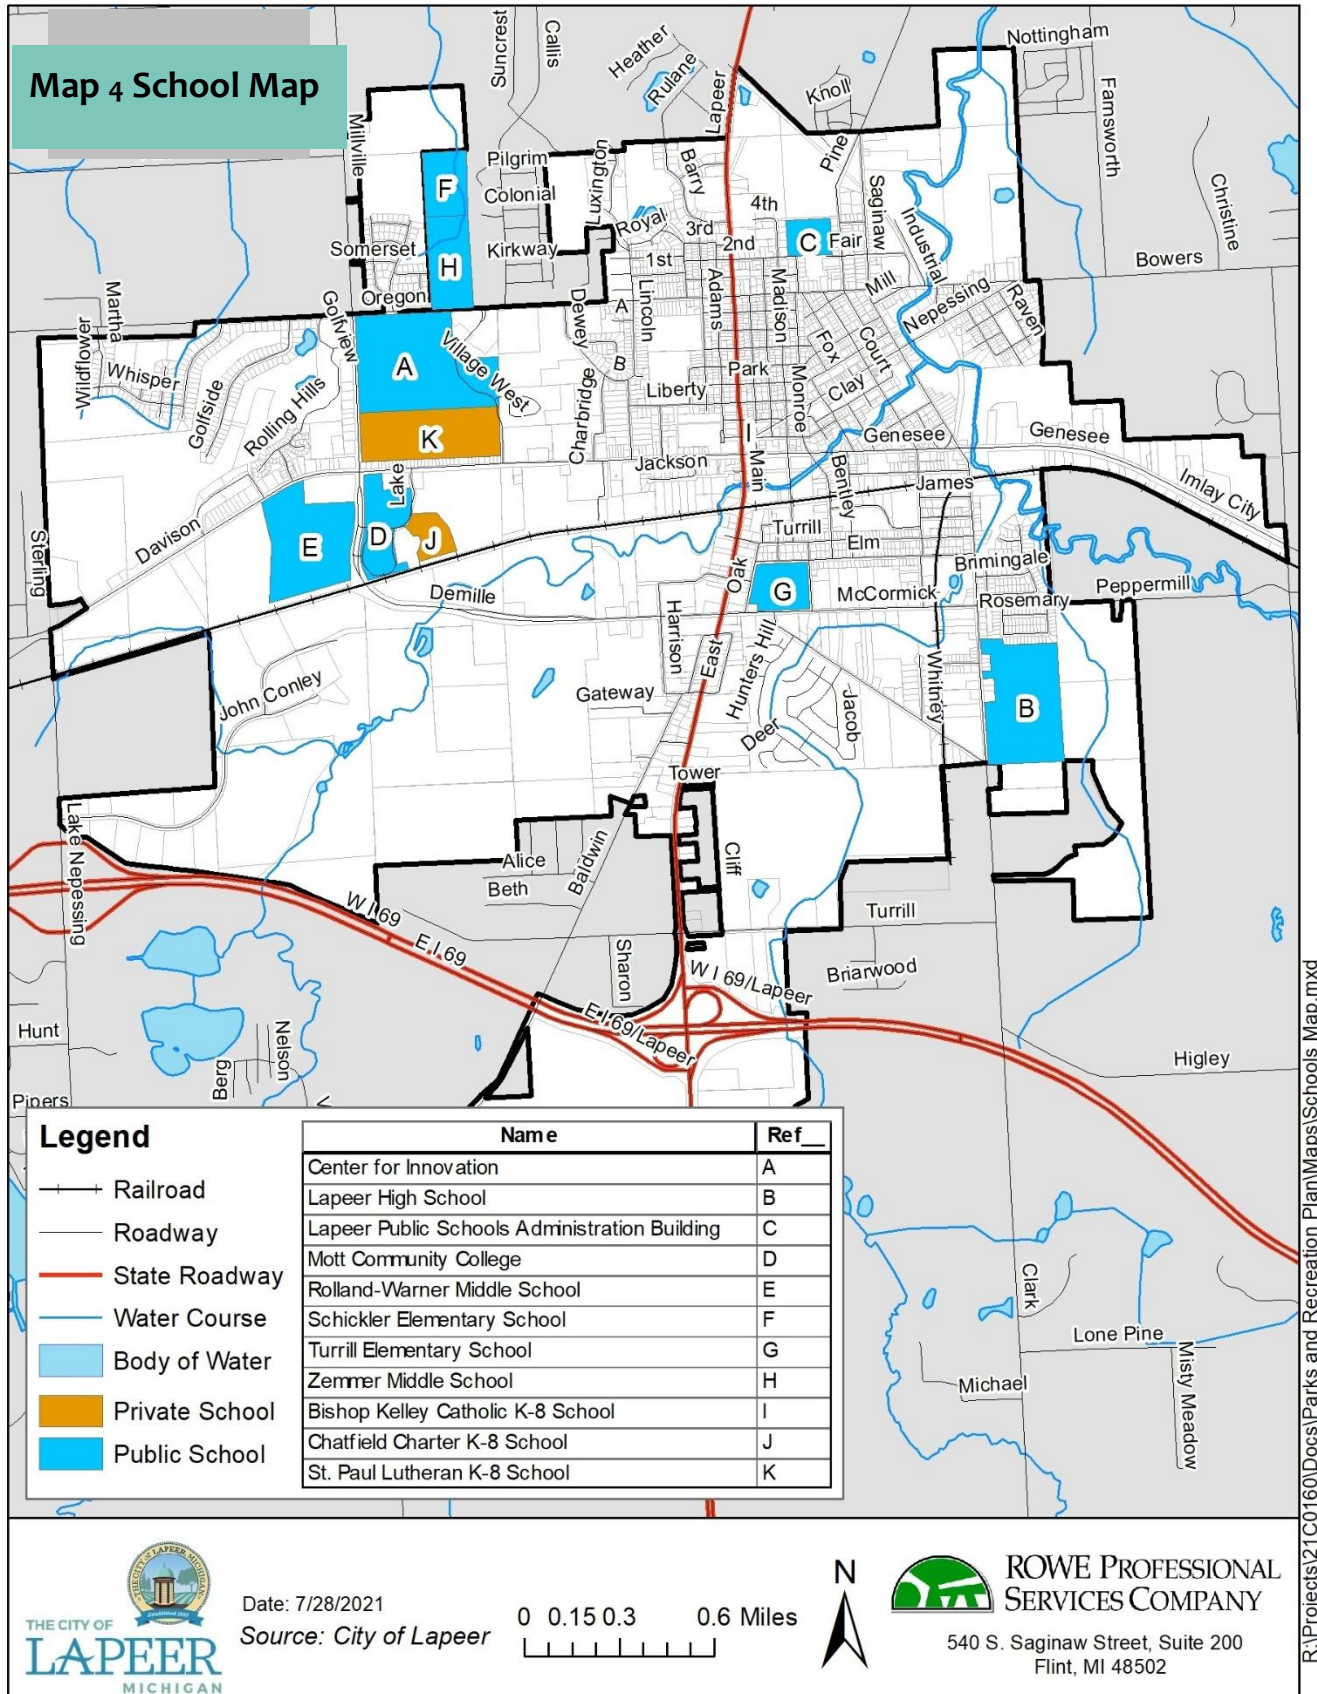 Map 4 School Map
Nottingham
Callis
Suncrest
Heather
Rulane
Lapeer
Knoll
Farnsworth
Millville
Pine
Pilgrim
Luxington
Barry
Saginaw
Christine
F
Colonial
4th
Industrial
Royal
3rd
2nd
C
Fair
Somerset
Kirkway
1st
Bowers
H
Adams
Madison
Mill
Nepessing
Raven
Martha
Oregon
Dewey
A
Lincoln
Golfview
Wildflower
Whisper
A
Village West
B
Fox
Court
Park
Golfside
Rolling Hills
Charbridge
Liberty
Monroe
Clay
K
I
Genesee
Genesee
Jackson
Main
Bentley
James
Imlay City
Lake
Sterling
Davison
E
D
J
Turrill
Elm
Brimingale
Demille
Oak
G
McCormick
Rosemary
Peppermill
Harrison
East
Hunters Hill
Whitney
John Conley
Gateway
Jacob
B
Deer
Tower
Lake Nepessing
Alice
Baldwin
Cliff
Beth
W I 69
Turrill
E I 69
Sharon
W I 69/Lapeer
Briarwood
E I 69/Lapeer
Hunt
Nelson
Berg
Higley
Pipers
Clark
Lone Pine
Misty Meadow
Michael
Legend
Railroad
Roadway
State Roadway
Water Course
Body of Water
Private School
Public School
Name Ref__
Center for Innovation A
Lapeer High School B
Lapeer Public Schools Administration Building C
Mott Community College D
Rolland-Warner Middle School E
Schickler Elementary School F
Turrill Elementary School G
Zemmer Middle School H
Bishop Kelley Catholic K-8 School I
Chatfield Charter K-8 School J
St. Paul Lutheran K-8 School K
R:\Projects\21C0160\Docs\Parks and Recreation Plan\Maps\Schools Map.mxd
THE CITY OF LAPEER, MICHIGAN
THE CITY OF
LAPEER
MICHIGAN
Date: 7/28/2021
Source: City of Lapeer
0 0.15 0.3 0.6 Miles
N
ROWE PROFESSIONAL
SERVICES COMPANY
540 S. Saginaw Street, Suite 200
Flint, MI 48502